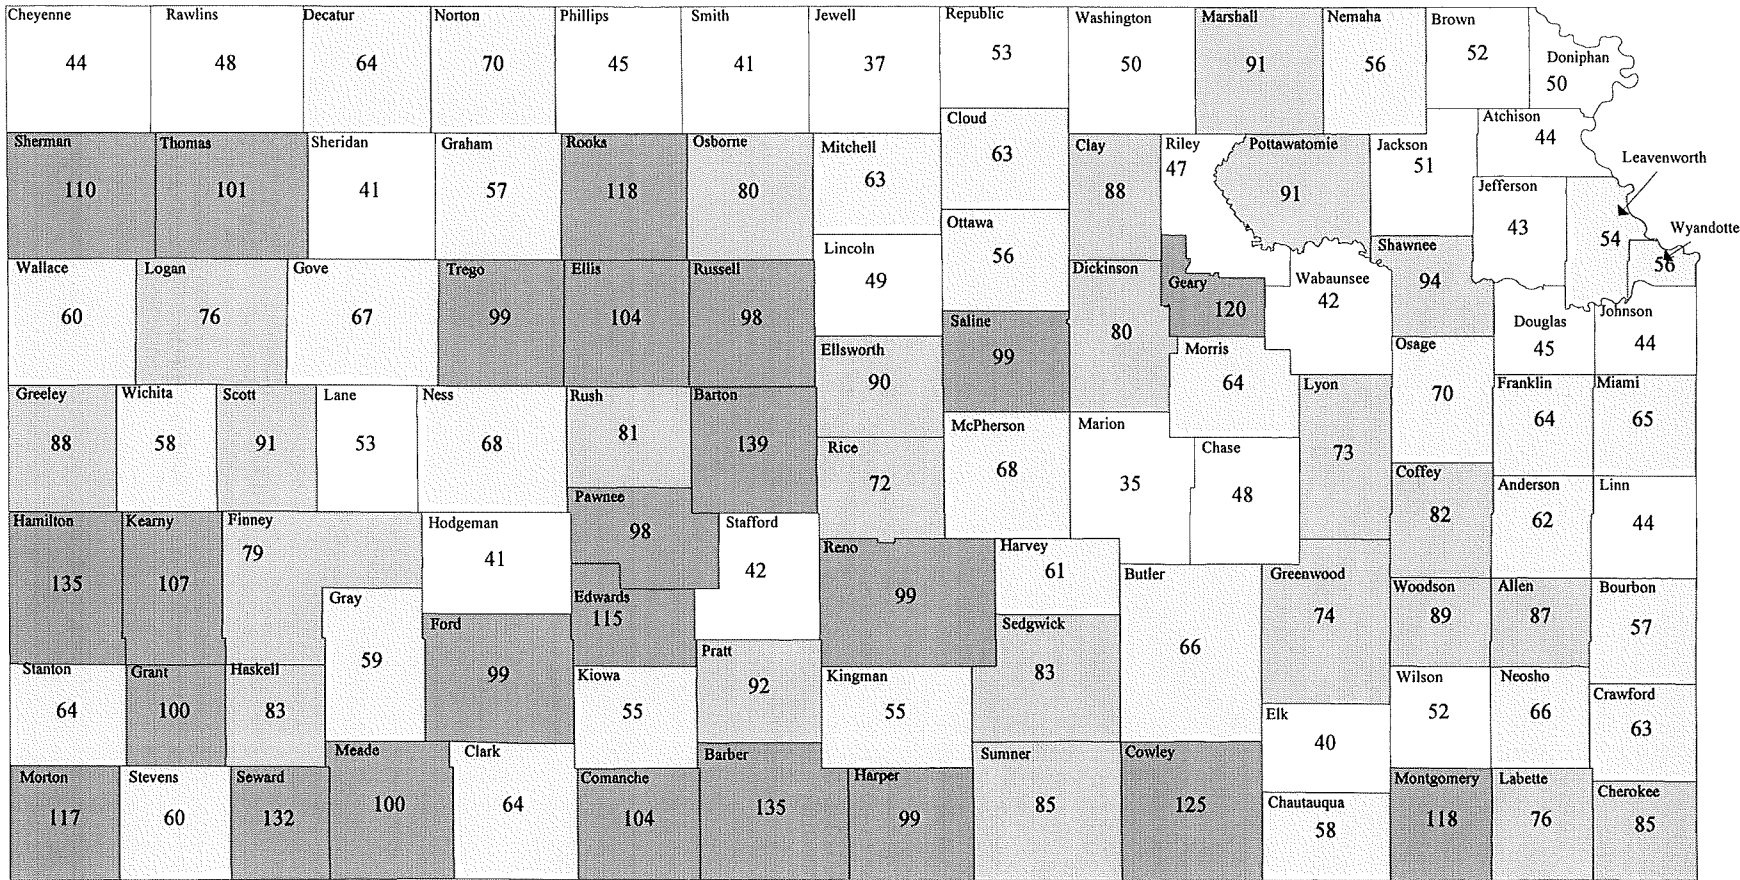 Cheyenne Rawlins Decatur Norton Phillips Smith Jewell Republic Washington Marshall Nemaha Brown
44 48 64 70 45 41 37 53 50 91 56 52
Doniphan
50
Cloud
63
Atchison
44
Sherman Thomas Sheridan Graham Rooks Osborne Mitchell Clay Riley Pottawatomie Jackson
110 101 41 57 118 80 63 88 47 91 51
Leavenworth
54
Jefferson
43
Wyandotte
56
Ottawa
56
Lincoln
49
Shawnee
94
Wallace Logan Gove Trego Ellis Russell Dickinson Geary Wabaunsee
60 76 67 99 104 98 80 120 42
Saline
99
Douglas Johnson
45 44
Ellsworth Morris Osage
90 64 70
Greeley Wichita Scott Lane Ness Rush Barton Lyon Franklin Miami
88 58 91 53 68 81 139 73 64 65
McPherson Marion
68 35
Rice Chase
72 48
Coffey Anderson Linn
82 62 44
Pawnee
98
Hamilton Kearny Finney Hodgeman Stafford
135 107 79 41 42
Reno Harvey
99 61
Butler Greenwood
66 74
Woodson Allen Bourbon
89 87 57
Gray Edwards
59 115
Ford Sedgwick
99 83
Pratt
92
Stanton Grant Haskell Kiowa Kingman Wilson Neosho
64 100 83 55 55 52 66
Crawford
63
Elk
40
Meade Clark Barber Sumner Cowley
100 64 135 85 125
Morton Stevens Seward Comanche Harper Montgomery Labette Cherokee
117 60 132 104 99 118 76 85
Chautauqua
58